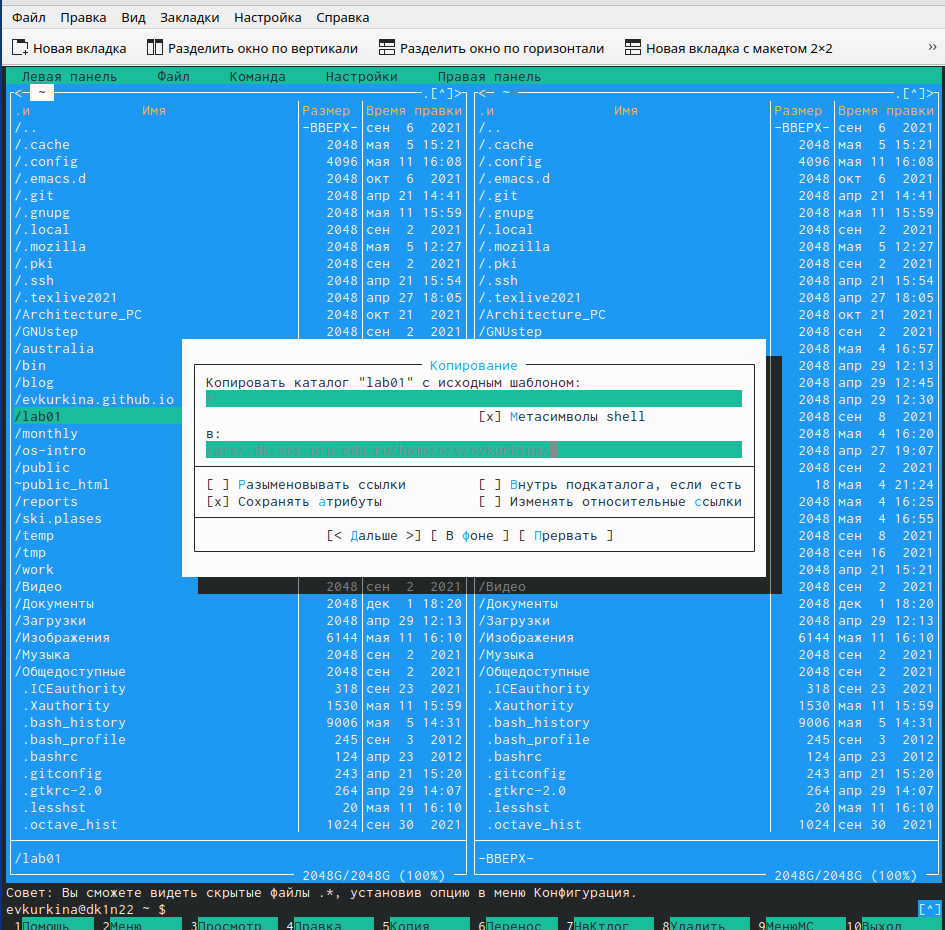 Файл Правка Вид Закладки Настройка Справка
Новая вкладка Разделить окно по вертикали Разделить окно по горизонтали Новая вкладка с макетом 2×2 »
Левая панель Файл Команда Настройки Правая панель
<─ ~ .[^]> <─ ~ .[^]>
.и Имя Размер Время правки .и Имя Размер Время правки
/.. -ВВЕРХ- сен 6 2021 /.. -ВВЕРХ- сен 6 2021
/.cache 2048 мая 5 15:21 /.cache 2048 мая 5 15:21
/.config 4096 мая 11 16:08 /.config 4096 мая 11 16:08
/.emacs.d 2048 окт 6 2021 /.emacs.d 2048 окт 6 2021
/.git 2048 апр 21 14:41 /.git 2048 апр 21 14:41
/.gnupg 2048 мая 11 15:59 /.gnupg 2048 мая 11 15:59
/.local 2048 сен 2 2021 /.local 2048 сен 2 2021
/.mozilla 2048 мая 5 12:27 /.mozilla 2048 мая 5 12:27
/.pki 2048 сен 2 2021 /.pki 2048 сен 2 2021
/.ssh 2048 апр 21 15:54 /.ssh 2048 апр 21 15:54
/.texlive2021 2048 апр 27 18:05 /.texlive2021 2048 апр 27 18:05
/Architecture_PC 2048 окт 21 2021 /Architecture_PC 2048 окт 21 2021
/GNUstep 2048 сен 2 2021 /GNUstep 2048 сен 2 2021
/australia 2048 мая 4 16:57
/bin 2048 апр 29 12:13
/blog 2048 апр 29 12:45
/evkurkina.github.io 2048 апр 29 12:30
/lab01 2048 сен 8 2021
/monthly 2048 мая 4 16:20
/os-intro 2048 апр 27 19:07
/public 2048 сен 2 2021
~public_html 18 мая 4 21:24
/reports 2048 мая 4 16:25
/ski.plases 2048 мая 4 16:55
/temp 2048 сен 8 2021
/tmp 2048 сен 16 2021
/work 2048 апр 21 15:21
Копирование
Копировать каталог "lab01" с исходным шаблоном:
*
[x] Метасимволы shell
в:
[ ] Разыменовывать ссылки [ ] Внутрь подкаталога, если есть
[x] Сохранять атрибуты [ ] Изменять относительные ссылки
[< Дальше >] [ В фоне ] [ Прервать ]
/Видео 2048 сен 2 2021 /Видео 2048 сен 2 2021
/Документы 2048 дек 1 18:20 /Документы 2048 дек 1 18:20
/Загрузки 2048 апр 29 12:13 /Загрузки 2048 апр 29 12:13
/Изображения 6144 мая 11 16:10 /Изображения 6144 мая 11 16:10
/Музыка 2048 сен 2 2021 /Музыка 2048 сен 2 2021
/Общедоступные 2048 сен 2 2021 /Общедоступные 2048 сен 2 2021
.ICEauthority 318 сен 23 2021 .ICEauthority 318 сен 23 2021
.Xauthority 1530 мая 11 15:59 .Xauthority 1530 мая 11 15:59
.bash_history 9006 мая 5 14:31 .bash_history 9006 мая 5 14:31
.bash_profile 245 сен 3 2012 .bash_profile 245 сен 3 2012
.bashrc 124 апр 23 2012 .bashrc 124 апр 23 2012
.gitconfig 243 апр 21 15:20 .gitconfig 243 апр 21 15:20
.gtkrc-2.0 264 апр 29 14:07 .gtkrc-2.0 264 апр 29 14:07
.lesshst 20 мая 11 16:10 .lesshst 20 мая 11 16:10
.octave_hist 1024 сен 30 2021 .octave_hist 1024 сен 30 2021
/lab01 -ВВЕРХ-
2048G/2048G (100%) 2048G/2048G (100%)
Совет: Вы сможете видеть скрытые файлы .*, установив опцию в меню Конфигурация.
evkurkina@dk1n22 ~ $ [^]
1Помощь 2Меню 3Просмотр 4Правка 5Копия 6Перенос 7НвКтлог 8Удалить 9МенюMC 10Выход